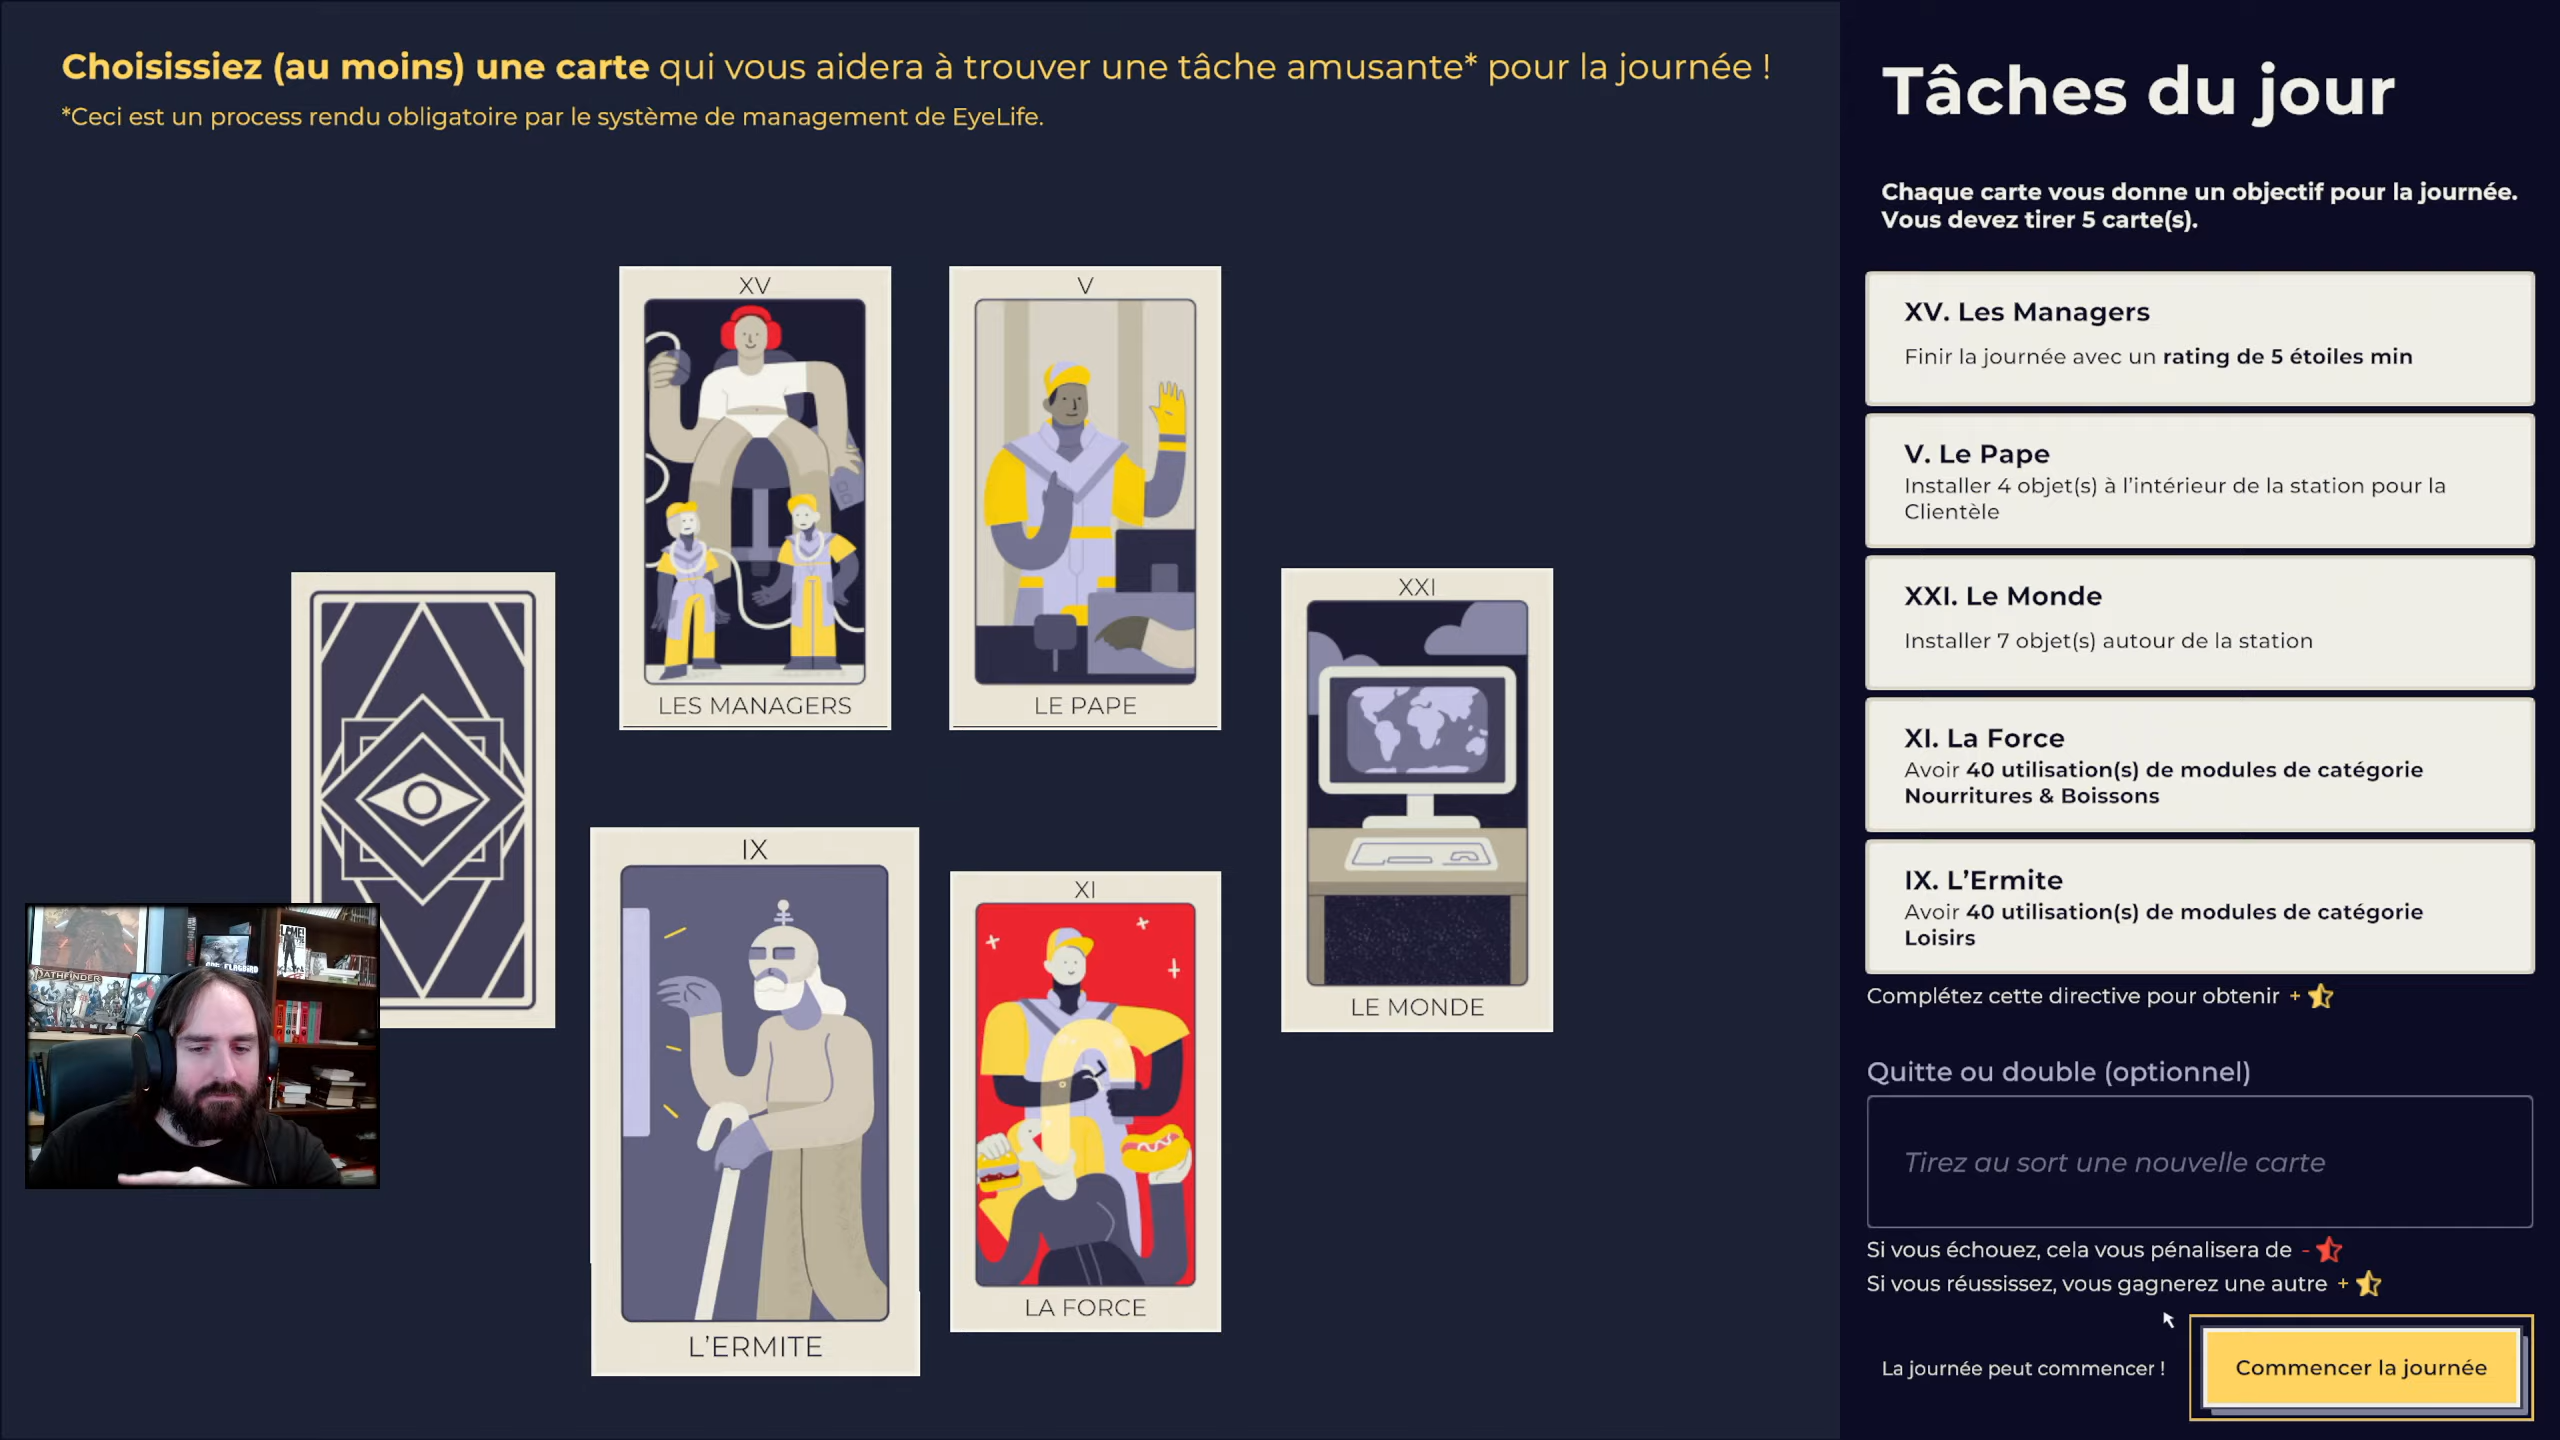 Choisissiez (au moins) une carte qui vous aidera à trouver une tâche amusante* pour la journée !
*Ceci est un process rendu obligatoire par le système de management de EyeLife.
XV
LES MANAGERS
V
LE PAPE
XXI
LE MONDE
IX
L'ERMITE
XI
LA FORCE
PATHFINDER
Tâches du jour
Chaque carte vous donne un objectif pour la journée.
Vous devez tirer 5 carte(s).
XV. Les Managers
Finir la journée avec un rating de 5 étoiles min
V. Le Pape
Installer 4 objet(s) à l'intérieur de la station pour la
Clientèle
XXI. Le Monde
Installer 7 objet(s) autour de la station
XI. La Force
Avoir 40 utilisation(s) de modules de catégorie
Nourritures & Boissons
IX. L'Ermite
Avoir 40 utilisation(s) de modules de catégorie
Loisirs
Complétez cette directive pour obtenir +
Quitte ou double (optionnel)
Tirez au sort une nouvelle carte
Si vous échouez, cela vous pénalisera de -
Si vous réussissez, vous gagnerez une autre +
La journée peut commencer !
Commencer la journée